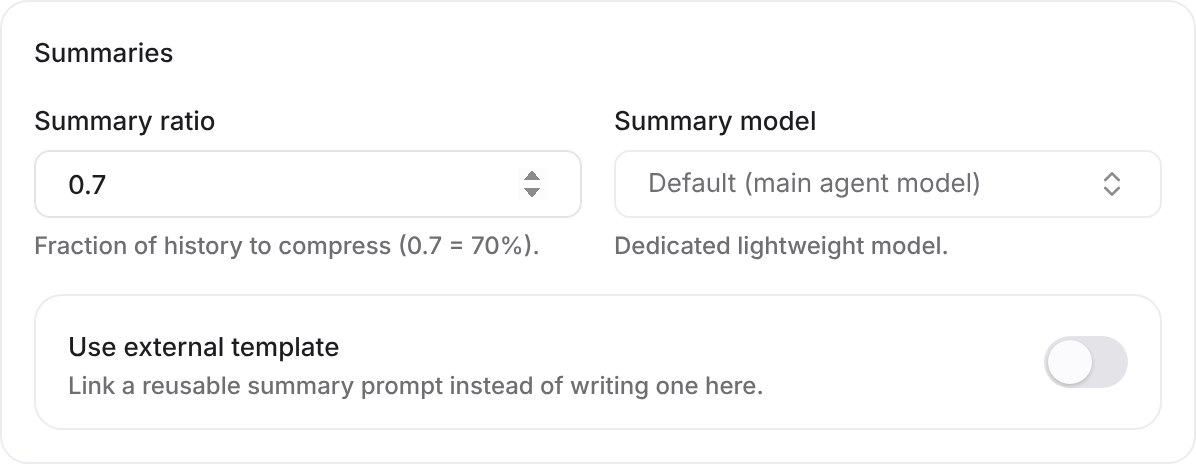 Summaries
Summary ratio
Summary model
0.7
Default (main agent model)
Fraction of history to compress (0.7 = 70%).
Dedicated lightweight model.
Use external template
Link a reusable summary prompt instead of writing one here.